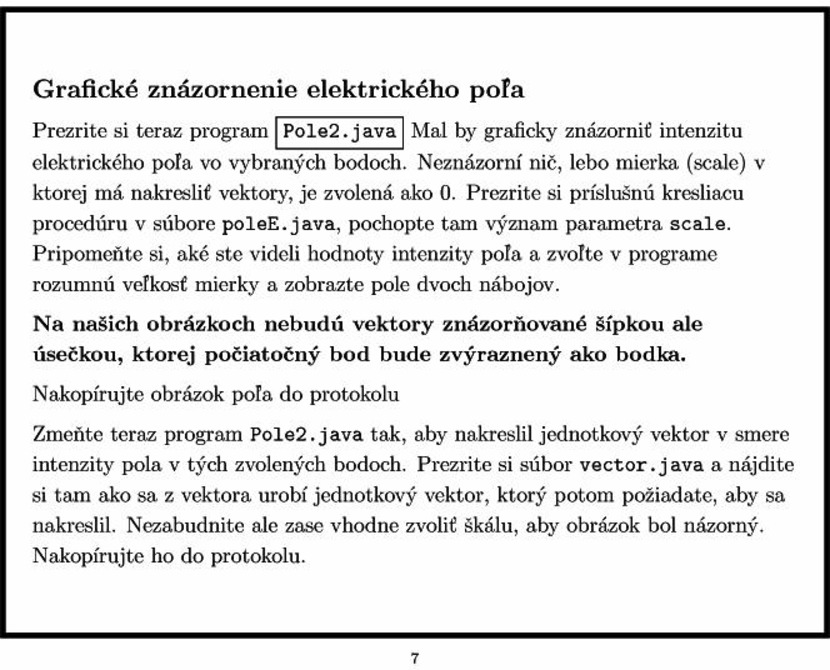 Grafické znázornenie elektrického poľa
Prezrite si teraz program Pole2.java Mal by graficky znázorniť intenzitu
elektrického poľa vo vybraných bodoch. Neznázorní nič, lebo mierka (scale) v
ktorej má nakresliť vektory, je zvolená ako 0. Prezrite si príslušnú kresliacu
procedúru v súbore poleE.java, pochopte tam význam parametra scale.
Pripomeňte si, aké ste videli hodnoty intenzity poľa a zvoľte v programe
rozumnú veľkosť mierky a zobrazte pole dvoch nábojov.
Na našich obrázkoch nebudú vektory znázorňované šípkou ale
úsečkou, ktorej počiatočný bod bude zvýraznený ako bodka.
Nakopírujte obrázok poľa do protokolu
Zmeňte teraz program Pole2.java tak, aby nakreslil jednotkový vektor v smere
intenzity pola v tých zvolených bodoch. Prezrite si súbor vector.java a nájdite
si tam ako sa z vektora urobí jednotkový vektor, ktorý potom požiadate, aby sa
nakreslil. Nezabudnite ale zase vhodne zvoliť škálu, aby obrázok bol názorný.
Nakopírujte ho do protokolu.
7